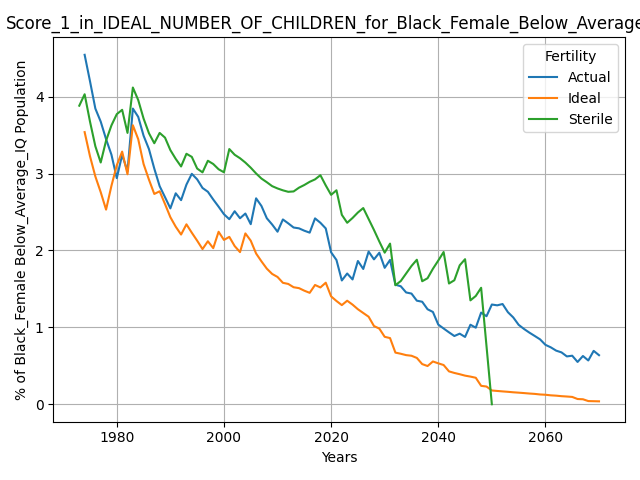 Score_1_in_IDEAL_NUMBER_OF_CHILDREN_for_Black_Female_Below_Average
Fertility
Actual
Ideal
Sterile
% of Black_Female Below_Average_IQ Population
4
3
2
1
0
1980 2000 2020 2040 2060
Years